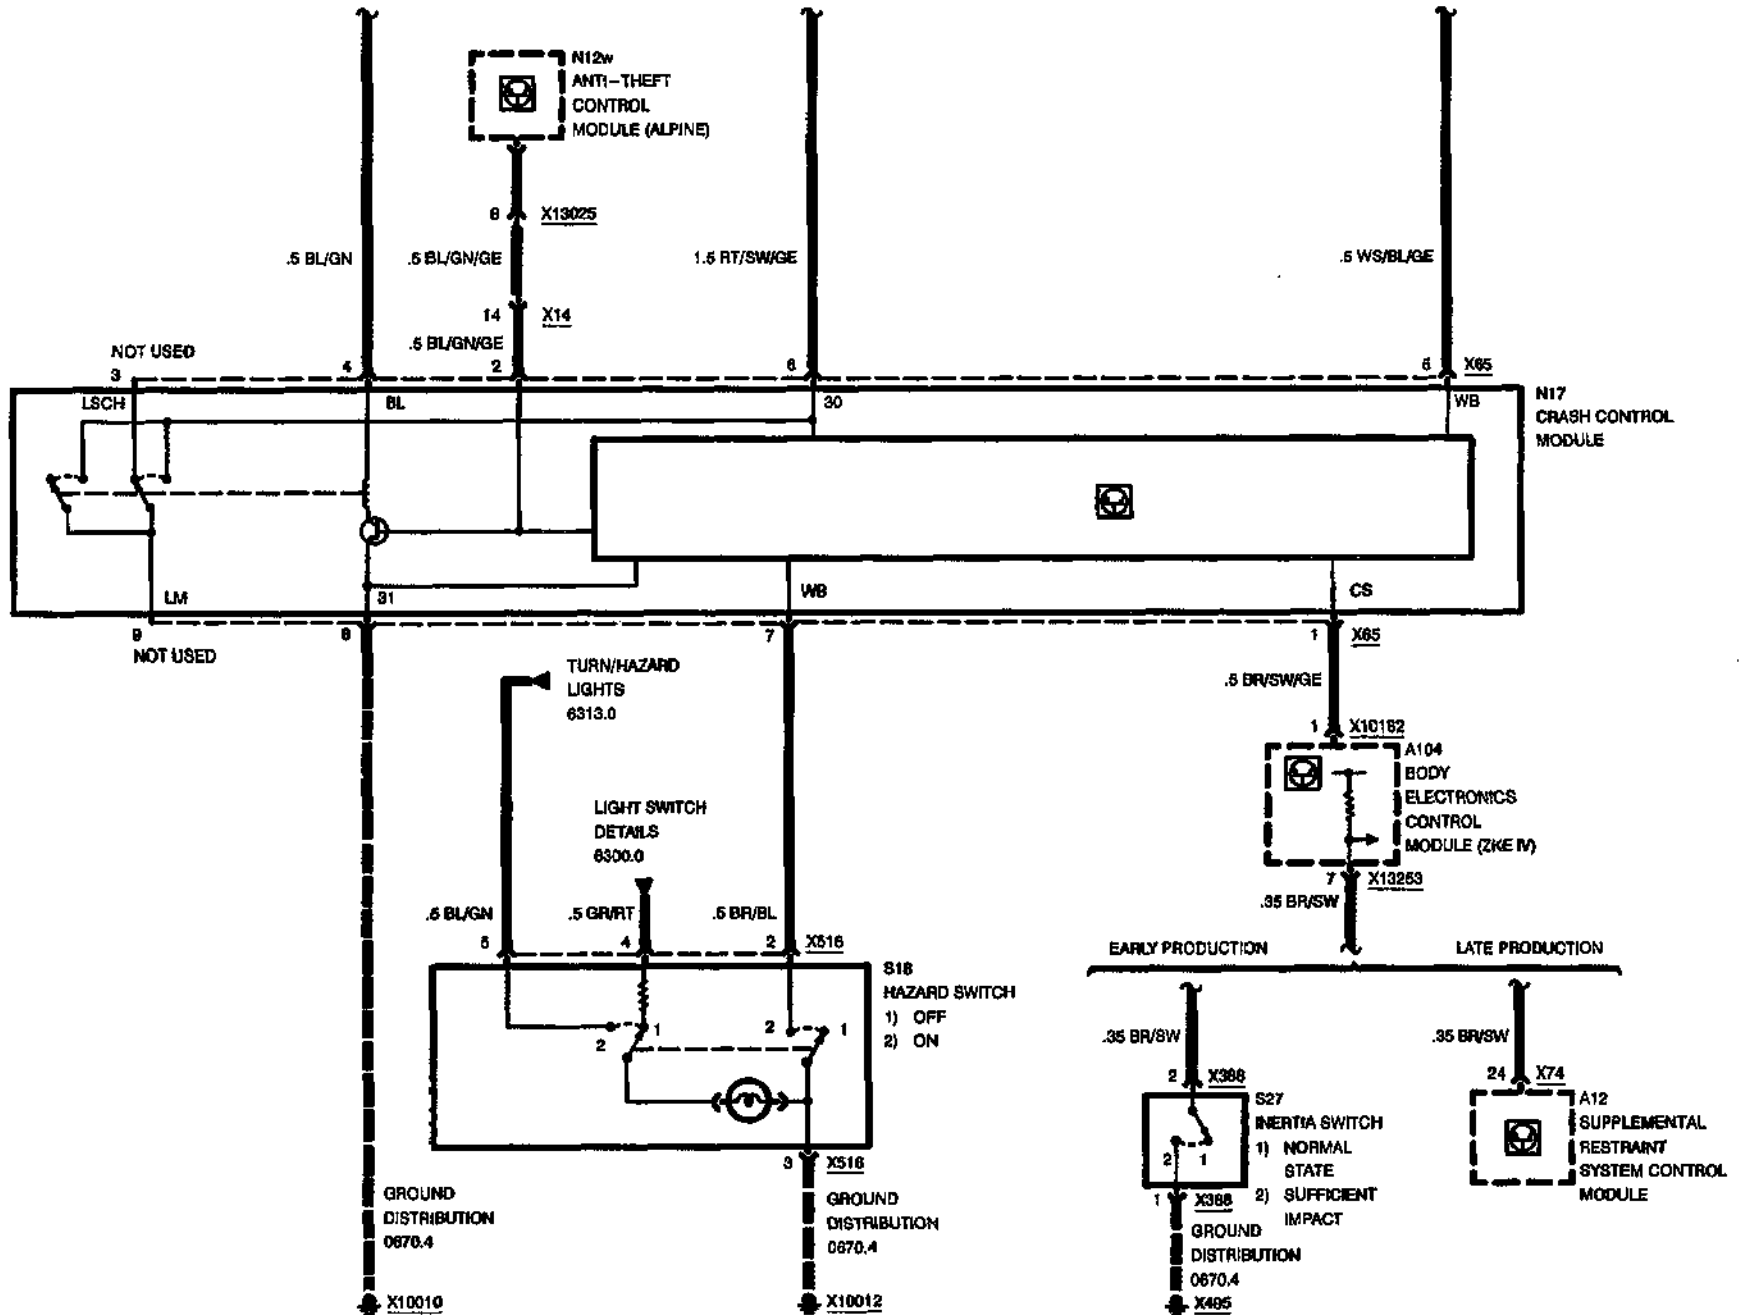 N12w
ANTI-THEFT
CONTROL
MODULE (ALPINE)
8 X13025
.5 BL/GN
.5 BL/GN/GE
1.5 RT/SW/GE
.5 WS/BL/GE
14 X14
.5 BL/GN/GE
NOT USED
3
4
2
6
5
X65
LSCH
BL
30
WB
N17
CRASH CONTROL
MODULE
LM
31
WB
CS
9
8
7
1
X65
NOT USED
TURN/HAZARD
LIGHTS
6313.0
.5 BR/SW/GE
1 X10182
A104
BODY
ELECTRONICS
CONTROL
MODULE (ZKE IV)
LIGHT SWITCH
DETAILS
6300.0
7 X13253
.35 BR/SW
.5 BL/GN
.5 GR/RT
.5 BR/BL
5
4
2
X516
EARLY PRODUCTION
LATE PRODUCTION
S18
HAZARD SWITCH
1) OFF
2) ON
1
2
2
1
.35 BR/SW
.35 BR/SW
2 X388
24 X74
S27
INERTIA SWITCH
1) NORMAL
STATE
2) SUFFICIENT
IMPACT
2
1
A12
SUPPLEMENTAL
RESTRAINT
SYSTEM CONTROL
MODULE
3 X516
1 X388
GROUND
DISTRIBUTION
0670.4
GROUND
DISTRIBUTION
0670.4
GROUND
DISTRIBUTION
0670.4
X10010
X10012
X495